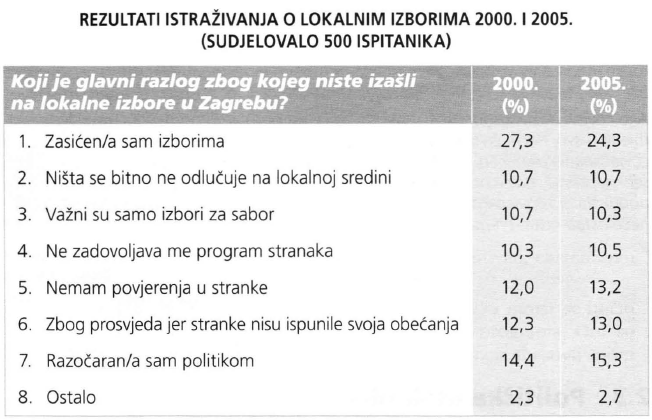 REZULTATI ISTRAŽIVANJA O LOKALNIM IZBORIMA 2000. I 2005.
(SUDJELOVALO 500 ISPITANIKA)
Koji je glavni razlog zbog kojeg niste izašli na lokalne izbore u Zagrebu? 2000. (%) 2005. (%)
1. Zasićen/a sam izborima 27,3 24,3
2. Ništa se bitno ne odlučuje na lokalnoj sredini 10,7 10,7
3. Važni su samo izbori za sabor 10,7 10,3
4. Ne zadovoljava me program stranaka 10,3 10,5
5. Nemam povjerenja u stranke 12,0 13,2
6. Zbog prosvjeda jer stranke nisu ispunile svoja obećanja 12,3 13,0
7. Razočaran/a sam politikom 14,4 15,3
8. Ostalo 2,3 2,7